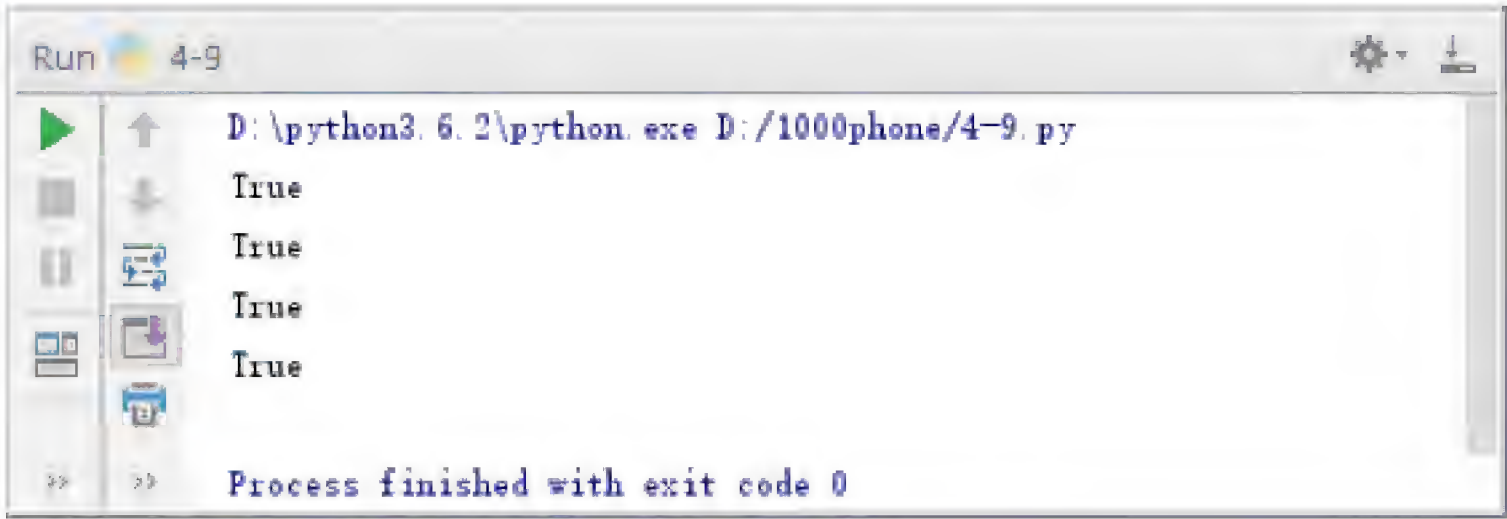 Run 4-9
D:\python3.6.2\python.exe D:/1000phone/4-9.py
True
True
True
True
Process finished with exit code 0